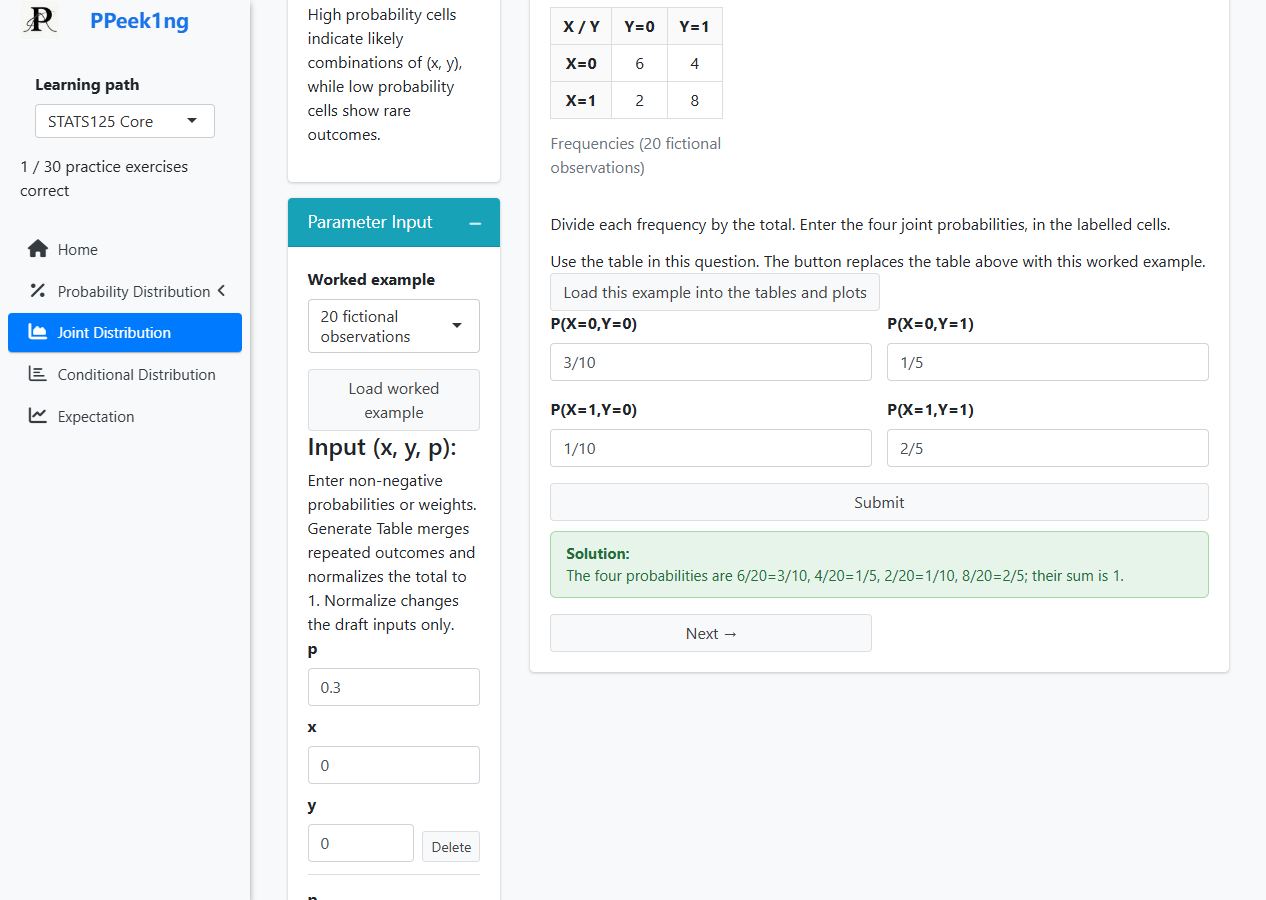 PPeek1ng
Learning path
STATS125 Core
1 / 30 practice exercises
correct
Home
Probability Distribution
Joint Distribution
Conditional Distribution
Expectation
High probability cells
indicate likely
combinations of (x, y),
while low probability
cells show rare
outcomes.
Parameter Input
Worked example
20 fictional
observations
Load worked
example
Input (x, y, p):
Enter non-negative
probabilities or weights.
Generate Table merges
repeated outcomes and
normalizes the total to
1. Normalize changes
the draft inputs only.
p
0.3
x
0
y
0
Delete
X / Y Y=0 Y=1
X=0 6 4
X=1 2 8
Frequencies (20 fictional
observations)
Divide each frequency by the total. Enter the four joint probabilities, in the labelled cells.
Use the table in this question. The button replaces the table above with this worked example.
Load this example into the tables and plots
P(X=0,Y=0) P(X=0,Y=1)
3/10 1/5
P(X=1,Y=0) P(X=1,Y=1)
1/10 2/5
Submit
Solution:
The four probabilities are 6/20=3/10, 4/20=1/5, 2/20=1/10, 8/20=2/5; their sum is 1.
Next →